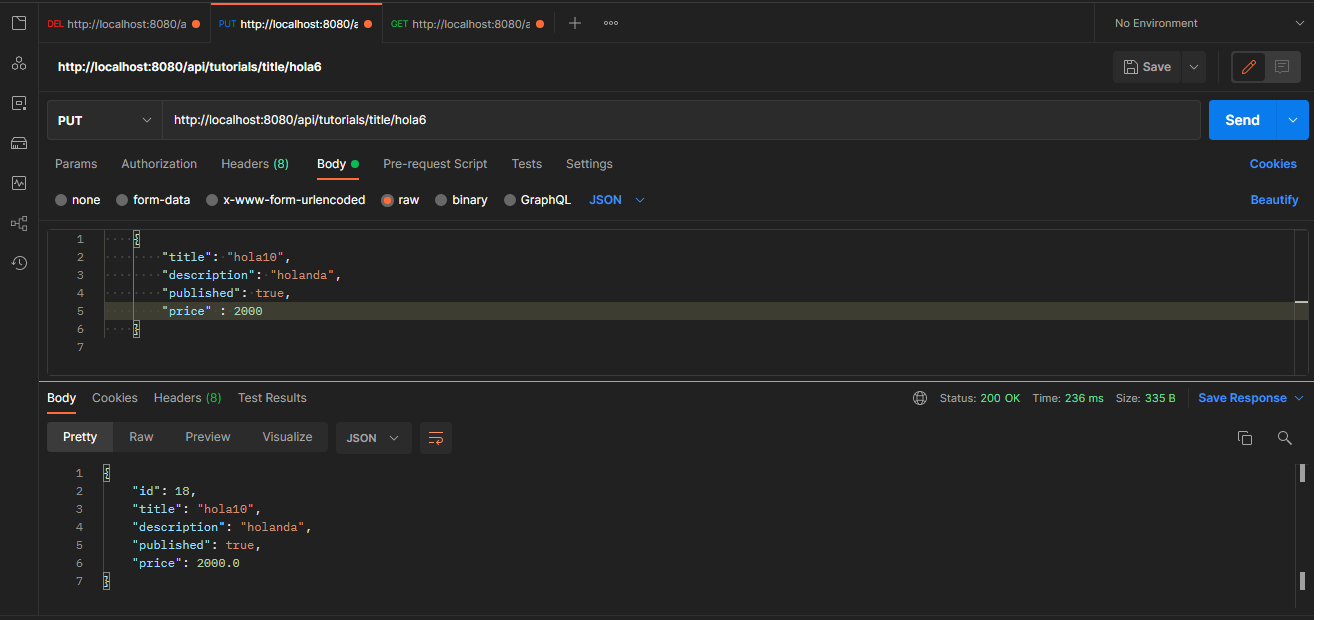 DEL http://localhost:8080/a PUT http://localhost:8080/a GET http://localhost:8080/a No Environment
http://localhost:8080/api/tutorials/title/hola6 Save
PUT http://localhost:8080/api/tutorials/title/hola6 Send
Params Authorization Headers (8) Body Pre-request Script Tests Settings Cookies
none form-data x-www-form-urlencoded raw binary GraphQL JSON Beautify
1 {
2 "title": "hola10",
3 "description": "holanda",
4 "published": true,
5 "price" : 2000
6 }
7
Body Cookies Headers (8) Test Results Status: 200 OK Time: 236 ms Size: 335 B Save Response
Pretty Raw Preview Visualize JSON
1 {
2 "id": 18,
3 "title": "hola10",
4 "description": "holanda",
5 "published": true,
6 "price": 2000.0
7 }